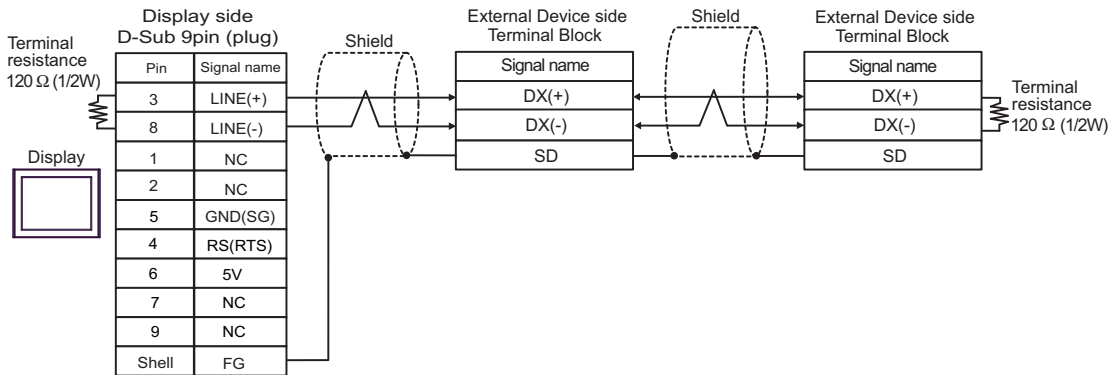 Display side
D-Sub 9pin (plug)
Terminal
resistance
120 Ω (1/2W)
Pin Signal name
3 LINE(+)
8 LINE(-)
1 NC
2 NC
5 GND(SG)
4 RS(RTS)
6 5V
7 NC
9 NC
Shell FG
Display
Shield
External Device side
Terminal Block
Signal name
DX(+)
DX(-)
SD
Shield
External Device side
Terminal Block
Signal name
DX(+)
DX(-)
SD
Terminal
resistance
120 Ω (1/2W)